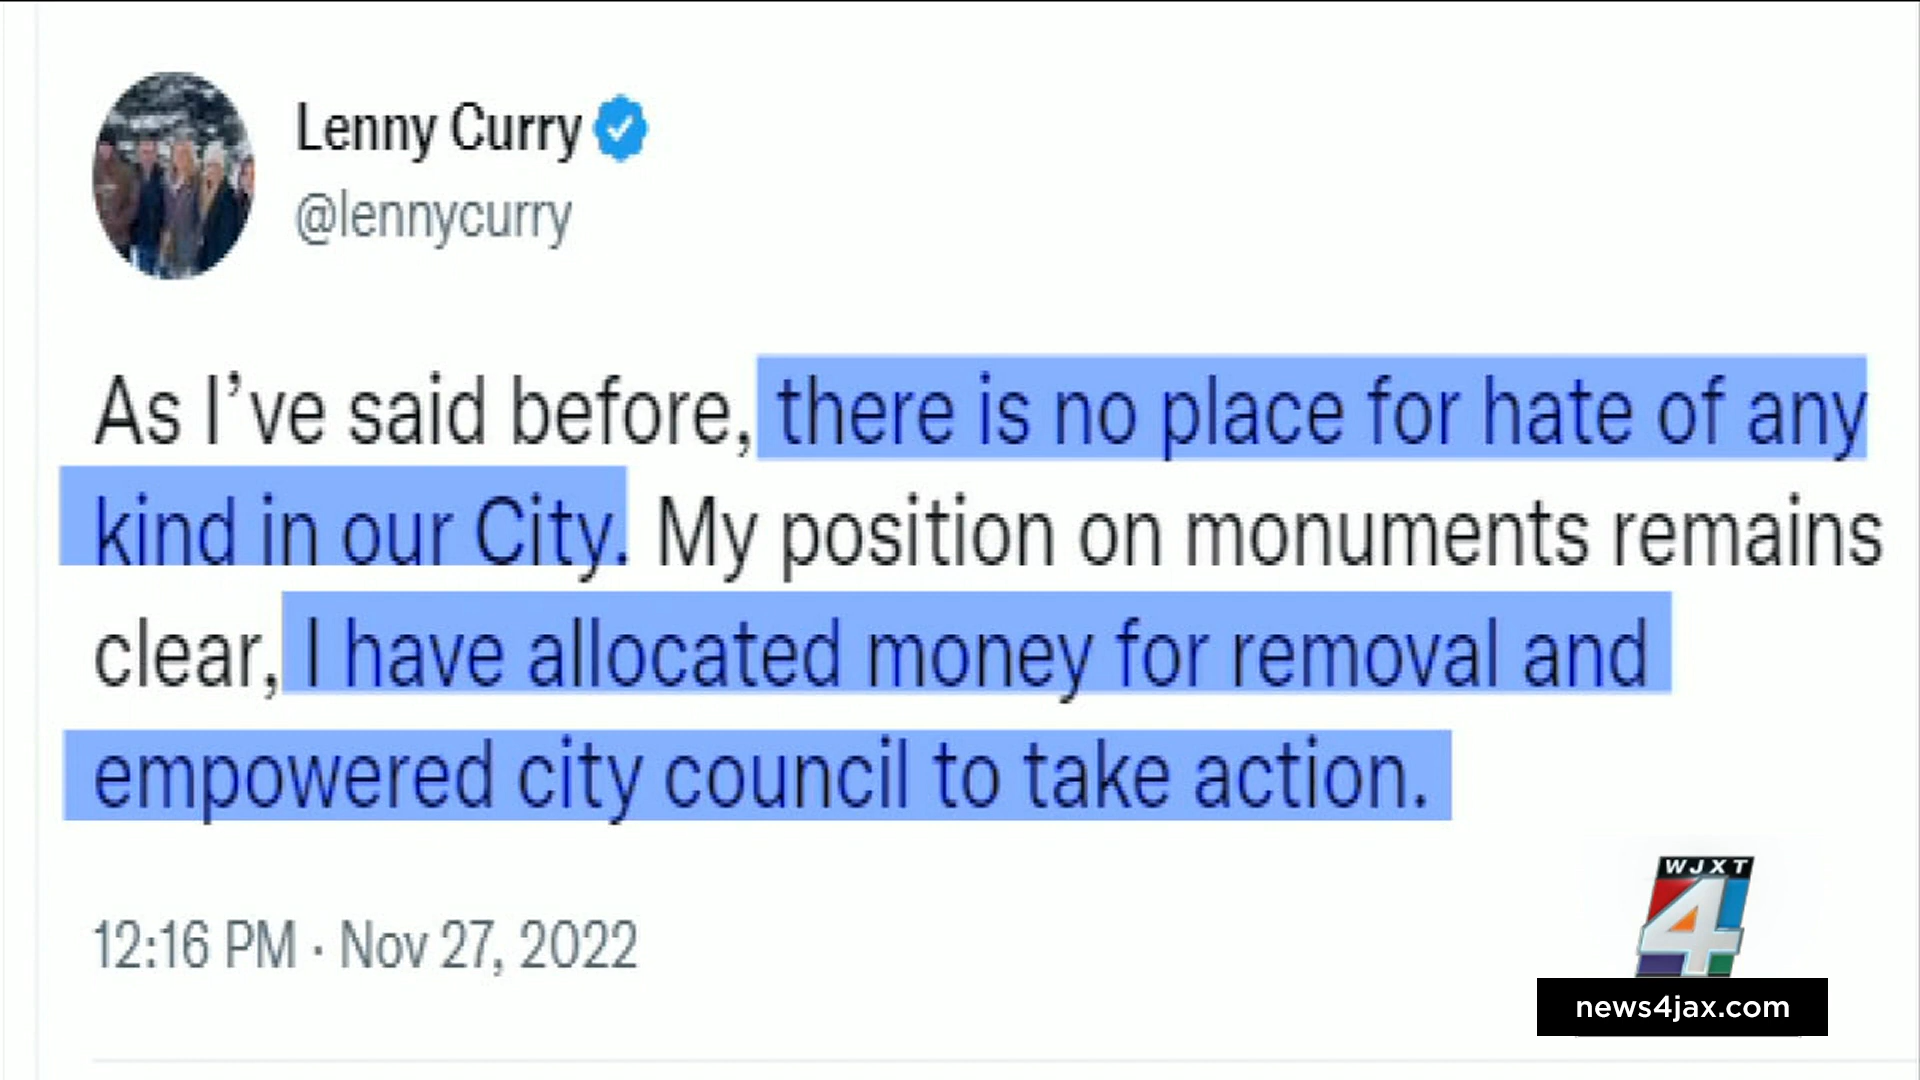 Lenny Curry
@lennycurry
As I’ve said before, there is no place for hate of any
kind in our City. My position on monuments remains
clear, I have allocated money for removal and
empowered city council to take action.
12:16 PM · Nov 27, 2022
WJXT
4
news4jax.com